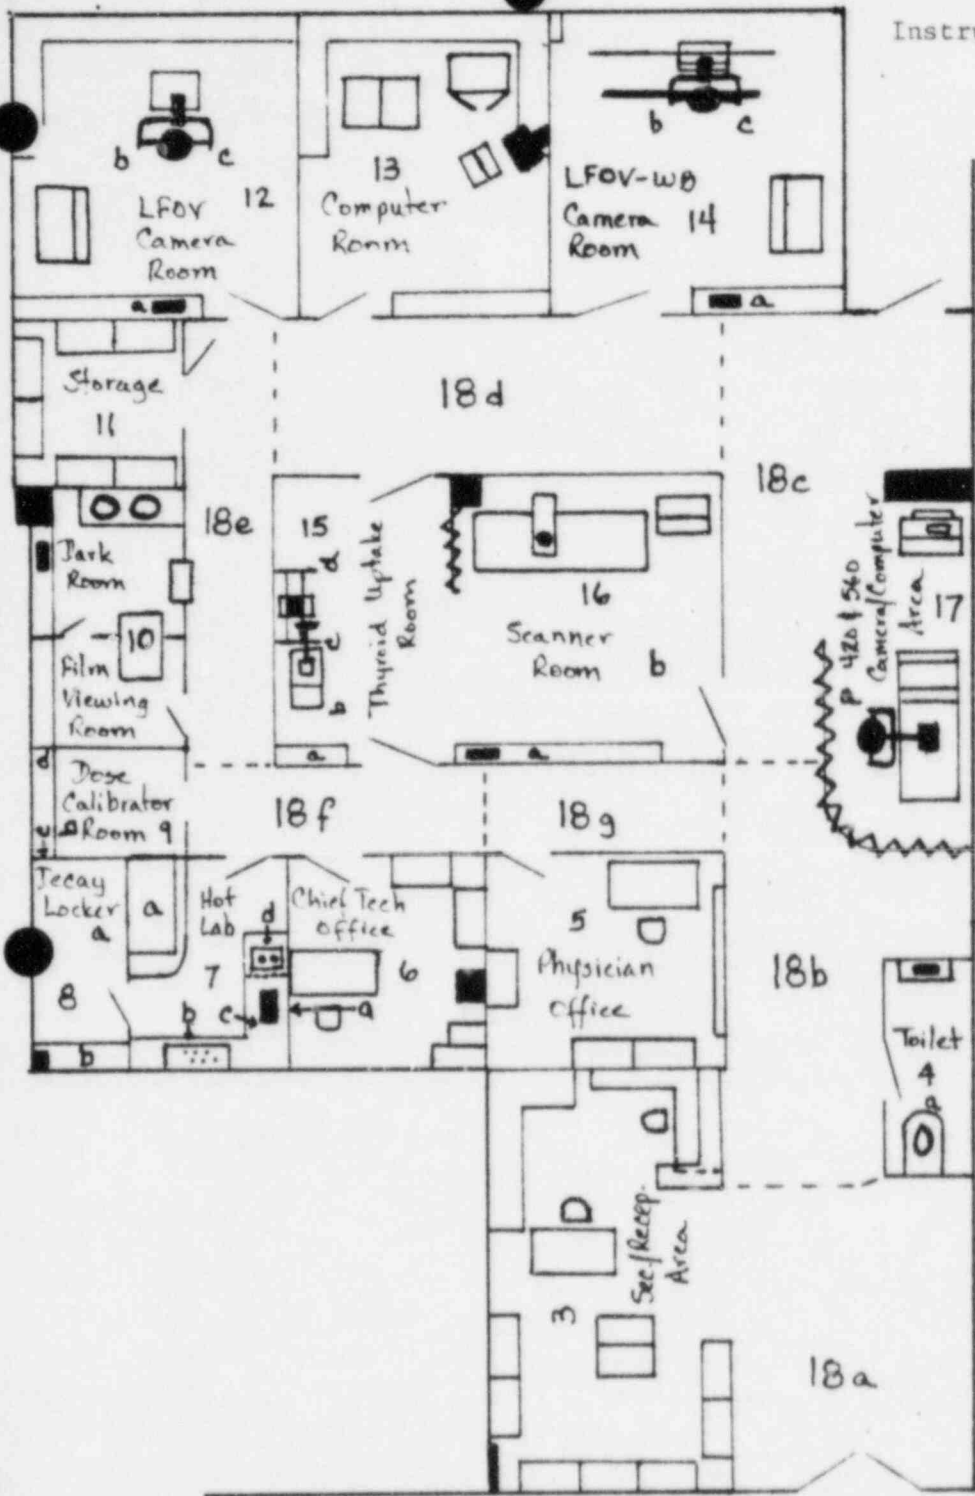 Instru
b c
12
LFOV
Camera
Room
a
13
Computer
Room
b c
LFOV-WB
Camera 14
Room
a
Storage
11
18d
18c
18e
15
d
c
b
a
Thyroid Uptake
Room
16
Scanner
Room
b
a
P 420 & 560
Camera/Computer
Area
17
Dark
Room
10
Film
Viewing
Room
d
Dose
Calibrator
Room 9
c
18f
18g
Decay
Locker
a
8
b
a
Hot
Lab
7
d
b
c
Chief Tech
Office
6
a
5
Physician
Office
18b
Toilet
4
a
Sec./Recep.
Area
3
18a